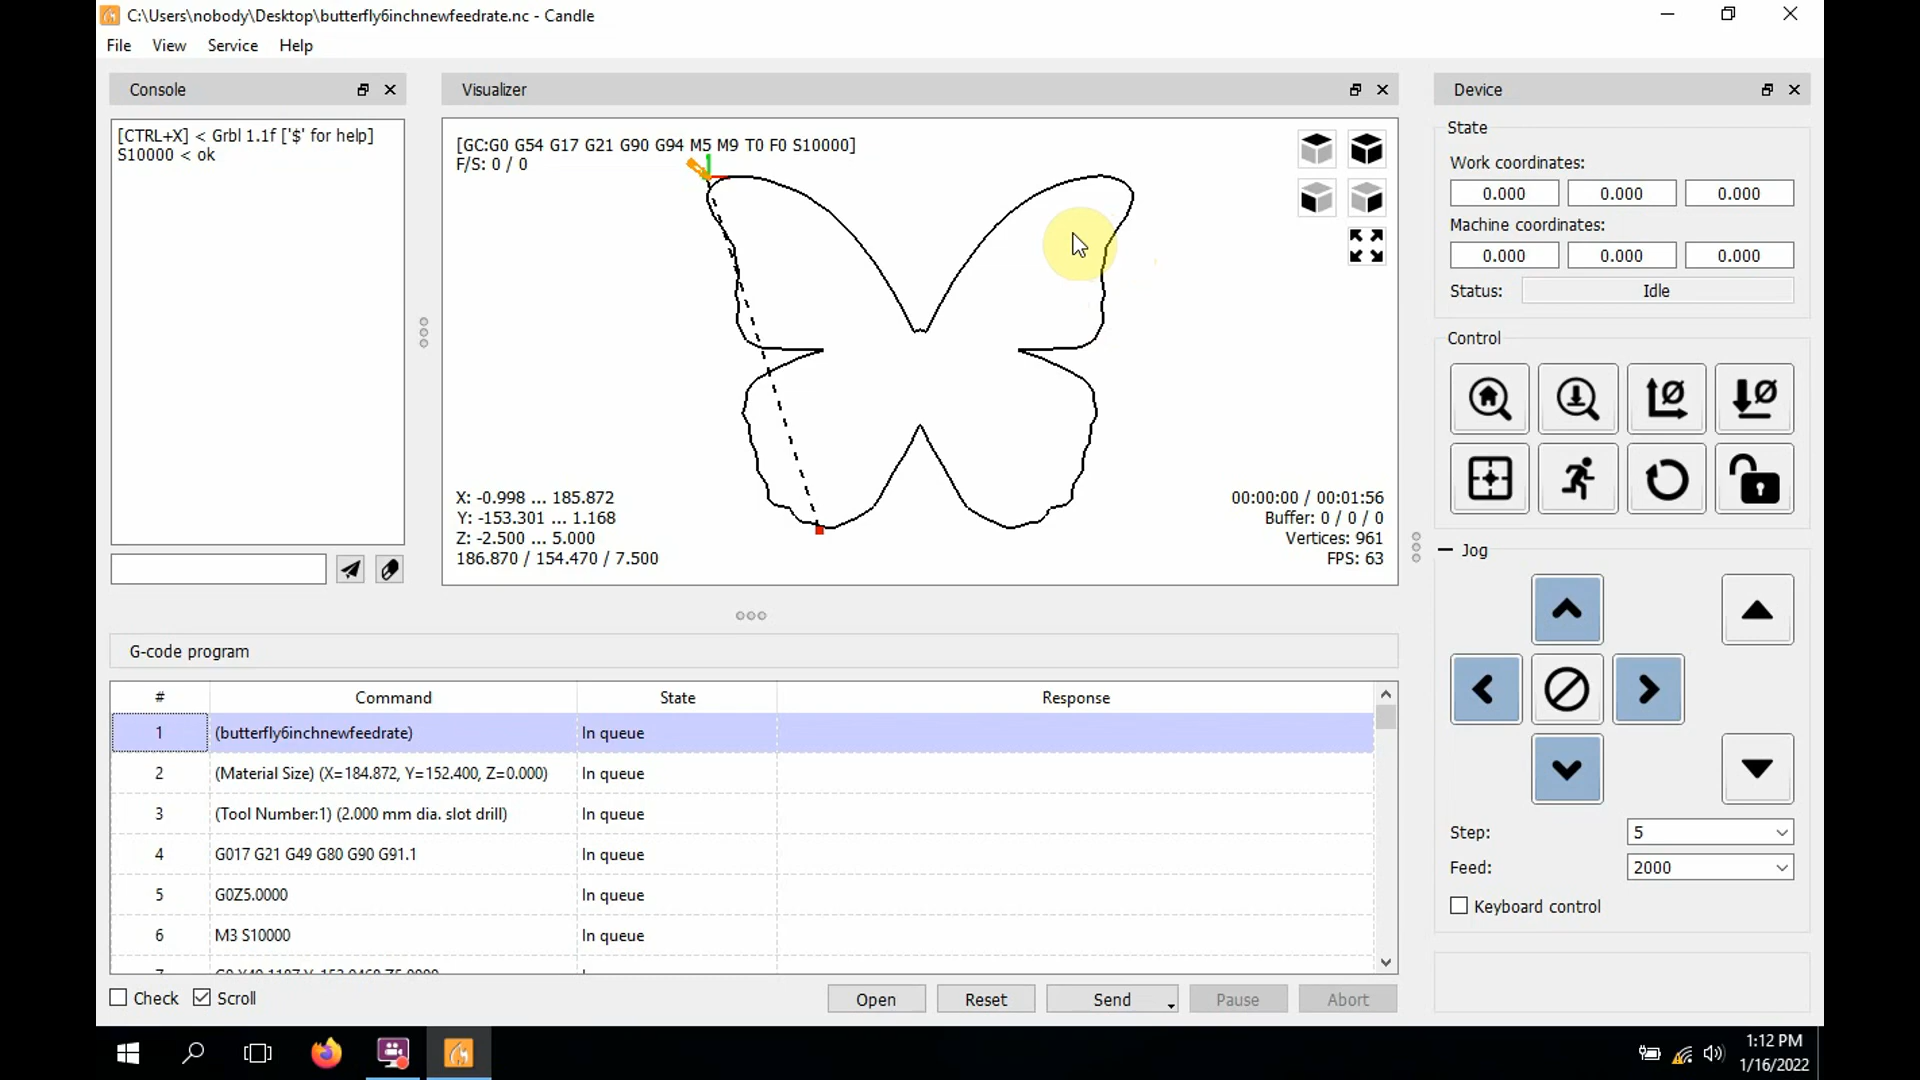 C:\Users\nobody\Desktop\butterfly6inchnewfeedrate.nc - Candle
File View Service Help
Console
[CTRL+X] < Grbl 1.1f ['$' for help]
S10000 < ok
Visualizer
[GC:G0 G54 G17 G21 G90 G94 M5 M9 T0 F0 S10000]
F/S: 0 / 0
X: -0.998 ... 185.872
Y: -153.301 ... 1.168
Z: -2.500 ... 5.000
186.870 / 154.470 / 7.500
00:00:00 / 00:01:56
Buffer: 0 / 0 / 0
Vertices: 961
FPS: 63
Device
State
Work coordinates:
0.000 0.000 0.000
Machine coordinates:
0.000 0.000 0.000
Status: Idle
Control
Jog
Step: 5
Feed: 2000
Keyboard control
G-code program
# Command State Response
1 (butterfly6inchnewfeedrate) In queue
2 (Material Size) (X=184.872, Y=152.400, Z=0.000) In queue
3 (Tool Number:1) (2.000 mm dia. slot drill) In queue
4 G017 G21 G49 G80 G90 G91.1 In queue
5 G0Z5.0000 In queue
6 M3 S10000 In queue
Check Scroll Open Reset Send Pause Abort
1:12 PM
1/16/2022